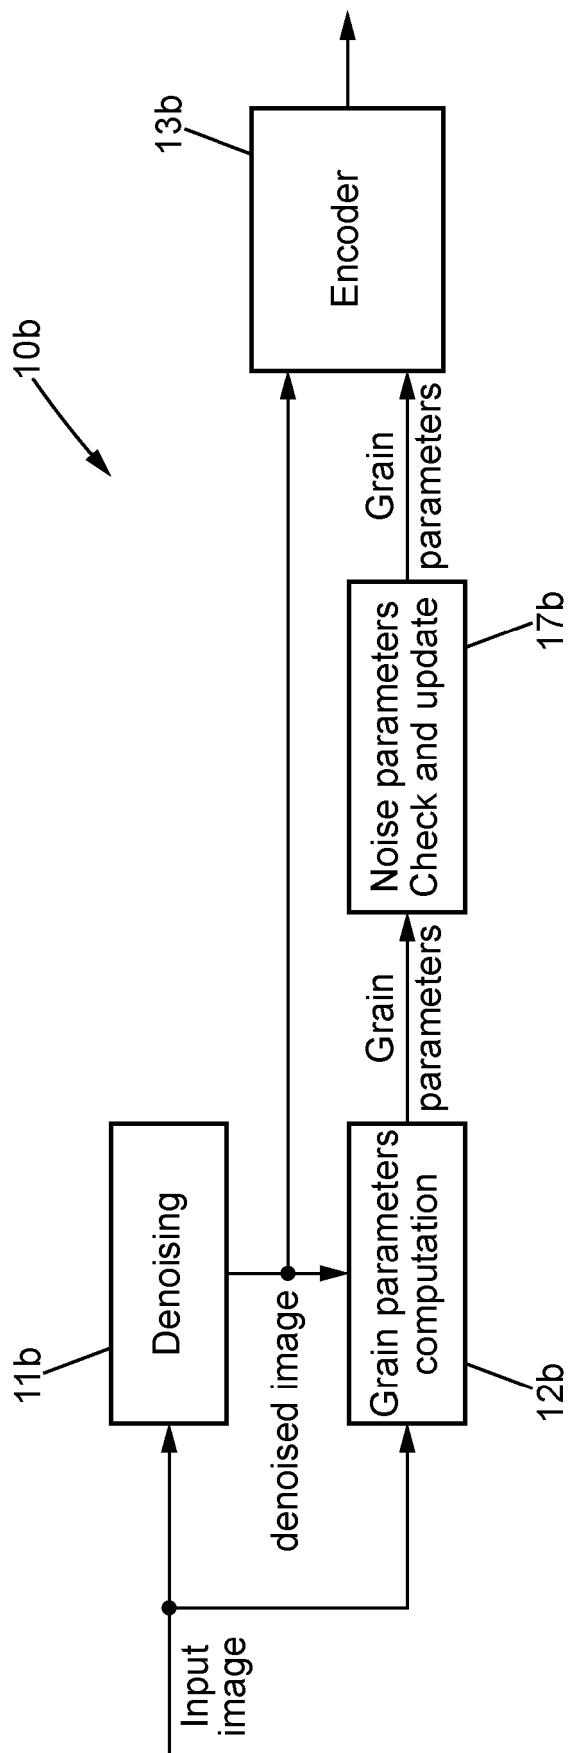 10b
Input
image
11b
Denoising
denoised image
Grain parameters
computation
12b
Grain
parameters
Noise parameters
Check and update
17b
Grain
parameters
13b
Encoder